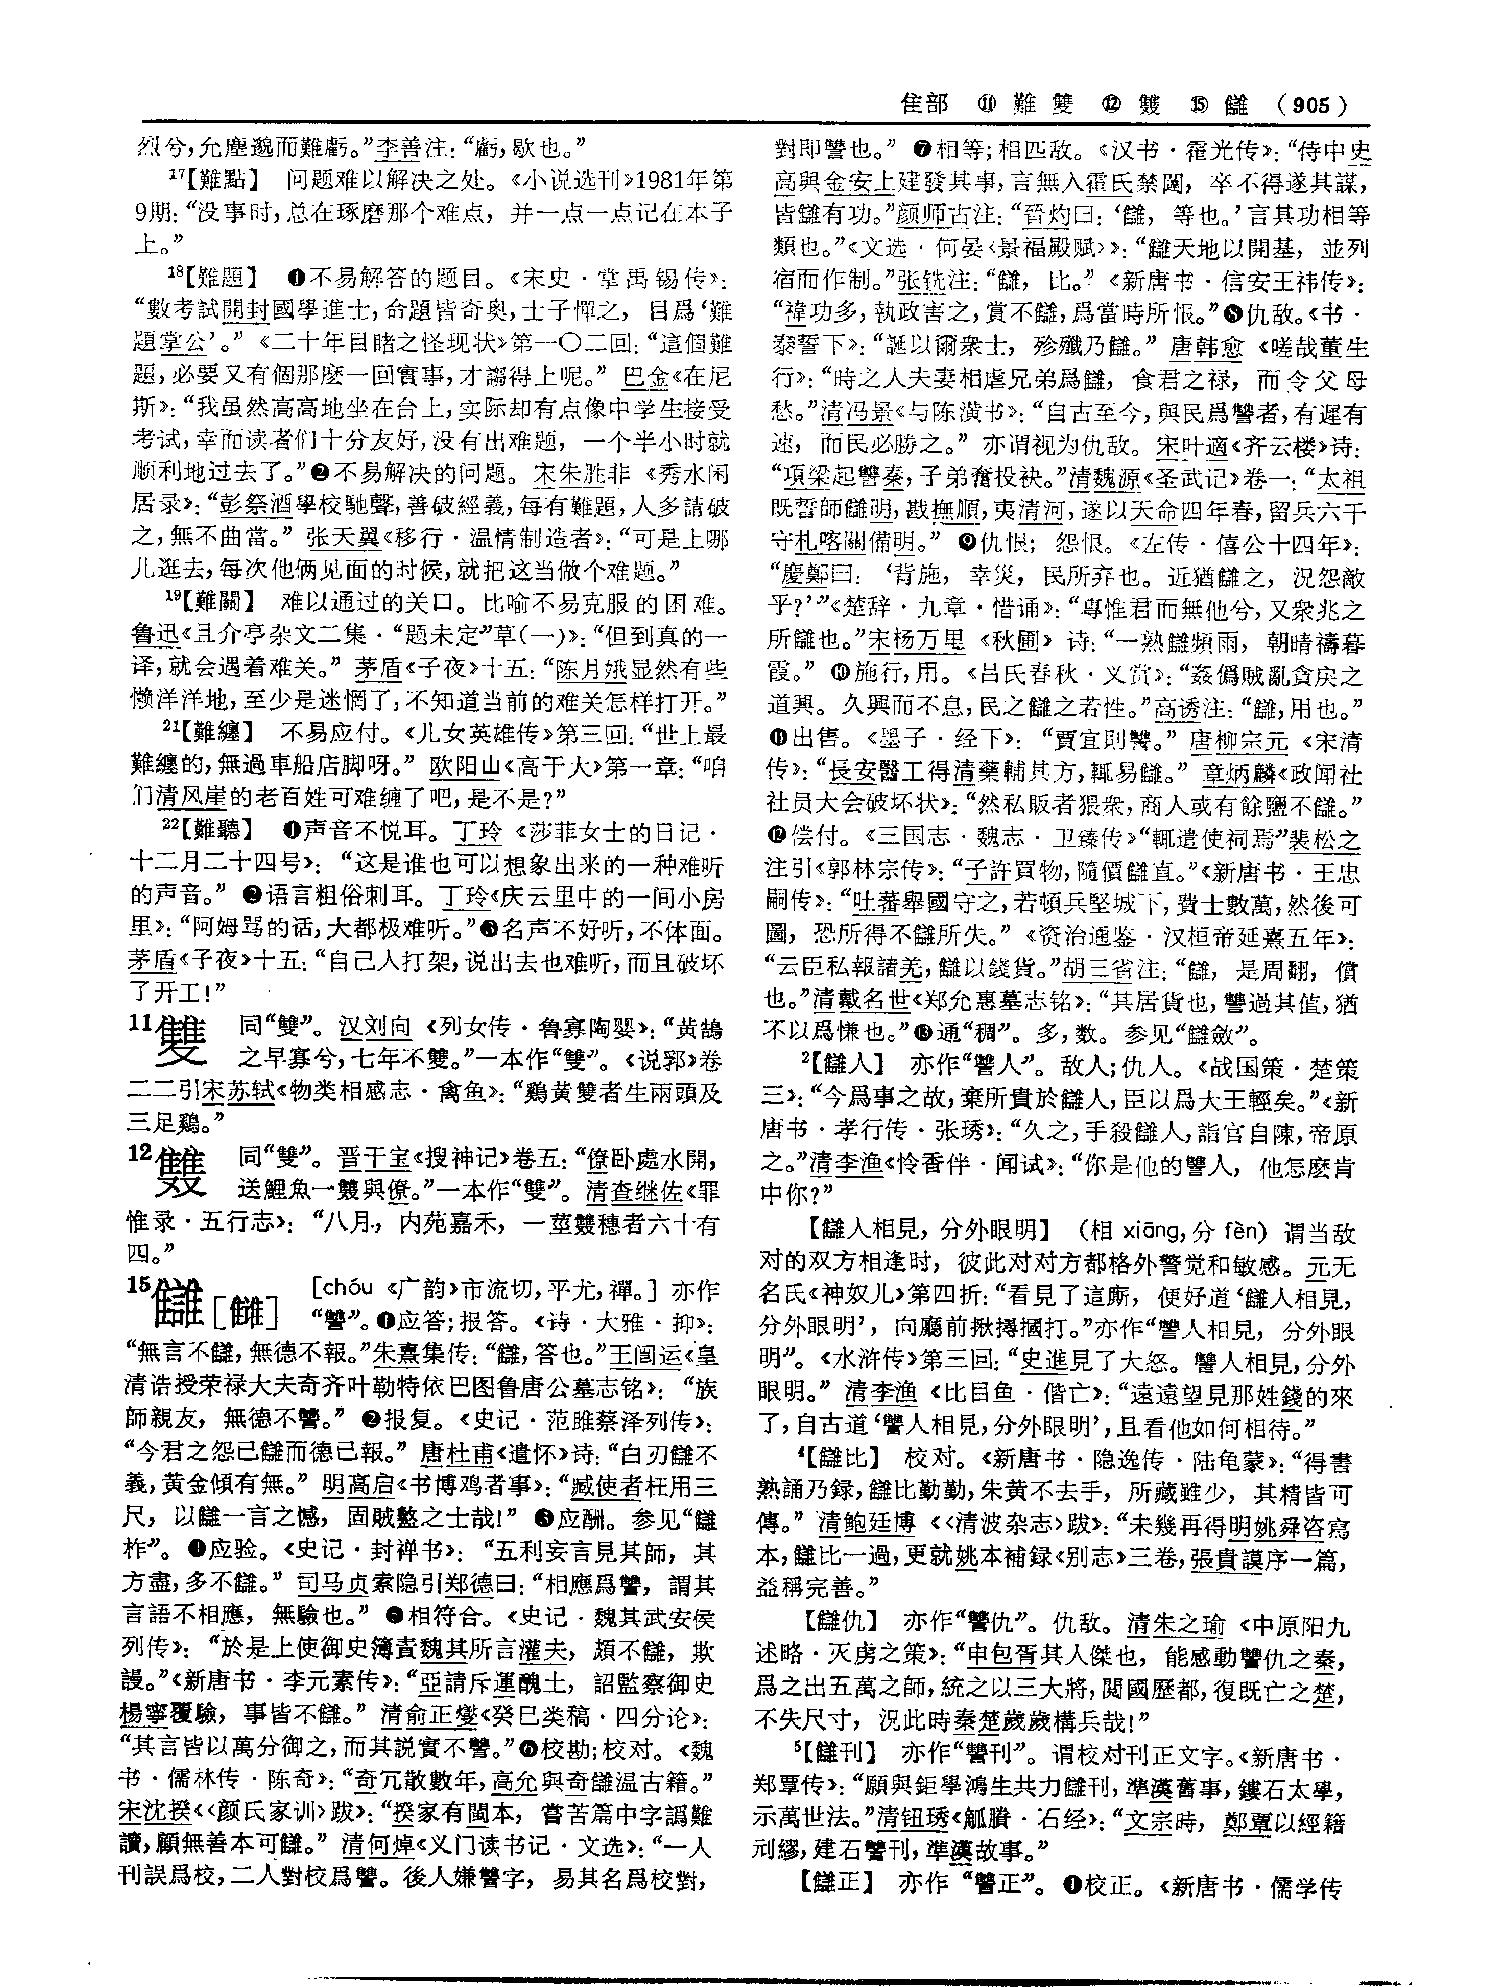 隹部 ⑪難雙 ⑫雙 ⑮讎 (905)
烈兮,允塵邈而難虧。”李善注:“虧,歇也。”
¹⁷【難點】 问题难以解决之处。《小说选刊》1981年第
9期:“没事时,总在琢磨那个难点, 并一点一点记在本子
上。”
¹⁸【難題】 ❶不易解答的题目。《宋史·掌禹锡传》:
“數考試開封國學進士,命題皆奇奥,士子憚之, 目爲‘難
題掌公’。” 《二十年目睹之怪现状》第一〇二回:“這個難
題,必要又有個那麽一回實事,才謅得上呢。” 巴金《在尼
斯》:“我虽然高高地坐在台上,实际却有点像中学生接受
考试,幸而读者们十分友好,没有出难题, 一个半小时就
顺利地过去了。”❷不易解决的问题。 宋朱胜非 《秀水闲
居录》:“彭祭酒學校馳聲,善破經義,每有難題,人多請破
之,無不曲當。” 张天翼《移行·温情制造者》:“可是上哪
儿逛去,每次他俩见面的时候,就把这当做个难题。”
¹⁹【難關】 难以通过的关口。比喻不易克服的困难。
鲁迅《且介亭杂文二集·“题未定”草(一)》:“但到真的一
译,就会遇着难关。” 茅盾《子夜》十五:“陈月娥显然有些
懒洋洋地,至少是迷惘了,不知道当前的难关怎样打开。”
²¹【難纏】 不易应付。《儿女英雄传》第三回:“世上最
難纏的,無過車船店脚呀。” 欧阳山《高干大》第一章:“咱
们清风崖的老百姓可难缠了吧,是不是?”
²²【難聽】 ❶声音不悦耳。丁玲《莎菲女士的日记·
十二月二十四号》: “这是谁也可以想象出来的一种难听
的声音。” ❷语言粗俗刺耳。丁玲《庆云里中的一间小房
里》:“阿姆骂的话,大都极难听。”❸名声不好听,不体面。
茅盾《子夜》十五:“自己人打架,说出去也难听,而且破坏
了开工!”
11 同“雙”。汉刘向《列女传·鲁寡陶婴》:“黄鵠
之早寡兮,七年不雙。”一本作“雙”。《说郛》卷
二二引宋苏轼《物类相感志·禽鱼》:“鷄黄雙者生兩頭及
三足鷄。”
12 同“雙”。晋干宝《搜神记》卷五:“僚卧處水開,
送鯉魚一雙與僚。”一本作“雙”。清查继佐《罪
惟录·五行志》: “八月, 内苑嘉禾, 一莖雙穗者六十有
四。”
15讎[雠] [chóu 《广韵》市流切,平尤,禪。] 亦作
“讐”。❶应答;报答。《诗·大雅·抑》:
“無言不讎,無德不報。”朱熹集传:“讎,答也。”王闿运《皇
清诰授荣禄大夫奇齐叶勒特依巴图鲁唐公墓志铭》: “族
師親友, 無德不讐。” ❷报复。《史记·范雎蔡泽列传》:
“今君之怨已讎而德已報。” 唐杜甫《遣怀》诗:“白刃讎不
義,黄金傾有無。” 明高启《书博鸡者事》:“臧使者枉用三
尺, 以讎一言之憾, 固賊盭之士哉!” ❸应酬。参见“讎
柞”。❹应验。《史记·封禅书》: “五利妄言見其師, 其
方盡,多不讎。” 司马贞索隐引郑德曰:“相應爲讐, 謂其
言語不相應, 無驗也。” ❺相符合。《史记·魏其武安侯
列传》: “於是上使御史簿責魏其所言灌夫, 頗不讎, 欺
謾。”《新唐书·李元素传》:“亞請斥運醜土, 詔監察御史
楊寧覆驗, 事皆不讎。” 清俞正燮《癸巳类稿·四分论》:
“其言皆以萬分御之,而其説實不讐。”❻校勘;校对。《魏
书·儒林传·陈奇》:“奇冗散數年,高允與奇讎温古籍。”
宋沈揆《〈颜氏家训〉跋》:“揆家有閩本, 嘗苦篇中字譌難
讀,顧無善本可讎。” 清何焯《义门读书记·文选》:“一人
刊誤爲校,二人對校爲讐。後人嫌讐字, 易其名爲校對,
對即讐也。” ❼相等;相匹敌。《汉书·霍光传》:“侍中史
高與金安上建發其事,言無入霍氏禁闥, 卒不得遂其謀,
皆讎有功。”颜师古注:“晋灼曰:‘讎, 等也。’言其功相等
類也。”《文选·何晏〈景福殿赋〉》:“讎天地以開基, 並列
宿而作制。”张铣注:“讎, 比。” 《新唐书·信安王祎传》:
“禕功多,執政害之,賞不讎,爲當時所恨。”❽仇敌。《书·
泰誓下》:“誕以爾衆士, 殄殲乃讎。” 唐韩愈 《嗟哉董生
行》:“時之人夫妻相虐兄弟爲讎, 食君之禄, 而令父母
愁。”清冯景《与陈潢书》:“自古至今,與民爲讐者,有遲有
速, 而民必勝之。” 亦谓视为仇敌。 宋叶適《齐云楼》诗:
“項梁起讐秦,子弟奮投袂。”清魏源《圣武记》卷一:“太祖
既誓師讎明,戡撫順,夷清河,遂以天命四年春,留兵六千
守札喀關備明。” ❾仇恨; 怨恨。《左传·僖公十四年》:
“慶鄭曰: ‘背施, 幸災, 民所弃也。近猶讎之, 況怨敵
乎?’”《楚辞·九章·惜诵》:“專惟君而無他兮,又衆兆之
所讎也。”宋杨万里 《秋圃》 诗:“一熟讎頻雨, 朝晴禱暮
霞。” ❿施行,用。《吕氏春秋·义赏》:“姦僞賊亂貪戾之
道興。久興而不息,民之讎之若性。”高诱注:“讎,用也。”
⓫出售。《墨子·经下》: “賈宜則讐。” 唐柳宗元 《宋清
传》:“長安醫工得清藥輔其方,輒易讎。” 章炳麟《政闻社
社员大会破坏状》:“然私販者猥衆,商人或有餘鹽不讎。”
⓬偿付。《三国志·魏志·卫臻传》“輒遣使祠焉”裴松之
注引《郭林宗传》:“子許買物,隨價讎直。”《新唐书·王忠
嗣传》:“吐蕃舉國守之,若頓兵堅城下,費士數萬,然後可
圖, 恐所得不讎所失。” 《资治通鉴·汉桓帝延熹五年》:
“云臣私報諸羌,讎以錢貨。”胡三省注:“讎, 是周翻, 償
也。”清戴名世《郑允惠墓志铭》:“其居貨也,讐過其值,猶
不以爲慊也。”⓭通“稠”。多,数。参见“讎斂”。
²【讎人】 亦作“讐人”。敌人;仇人。《战国策·楚策
三》:“今爲事之故,棄所貴於讎人,臣以爲大王輕矣。”《新
唐书·孝行传·张琇》:“久之,手殺讎人,詣官自陳,帝原
之。”清李渔《怜香伴·闻试》:“你是他的讐人, 他怎麽肯
中你?”
【讎人相見, 分外眼明】 (相 xiāng,分 fèn) 谓当敌
对的双方相逢时, 彼此对对方都格外警觉和敏感。元无
名氏《神奴儿》第四折:“看見了這厮, 便好道‘讎人相見,
分外眼明’, 向廳前揪撏摑打。”亦作“讐人相見, 分外眼
明”。《水浒传》第三回:“史進見了大怒。讐人相見,分外
眼明。” 清李渔《比目鱼·偕亡》:“遠遠望見那姓錢的來
了,自古道‘讐人相見,分外眼明’,且看他如何相待。”
⁴【讎比】 校对。《新唐书·隐逸传·陆龟蒙》:“得書
熟誦乃録,讎比勤勤,朱黄不去手, 所藏雖少, 其精皆可
傳。” 清鲍廷博《〈清波杂志〉跋》:“未幾再得明姚舜咨寫
本,讎比一過,更就姚本補録《别志》三卷,張貴謨序一篇,
益稱完善。”
【讎仇】 亦作“讐仇”。仇敌。清朱之瑜《中原阳九
述略·灭虏之策》:“申包胥其人傑也, 能感動讐仇之秦,
爲之出五萬之師,統之以三大將,閲國歷都,復既亡之楚,
不失尺寸, 況此時秦楚歲歲構兵哉!”
⁵【讎刊】 亦作“讐刊”。谓校对刊正文字。《新唐书·
郑覃传》:“願與鉅學鴻生共力讎刊,準漢舊事,鏤石太學,
示萬世法。”清钮琇《觚賸·石经》:“文宗時, 鄭覃以經籍
刓繆,建石讐刊,準漢故事。”
【讎正】 亦作“讐正”。❶校正。《新唐书·儒学传